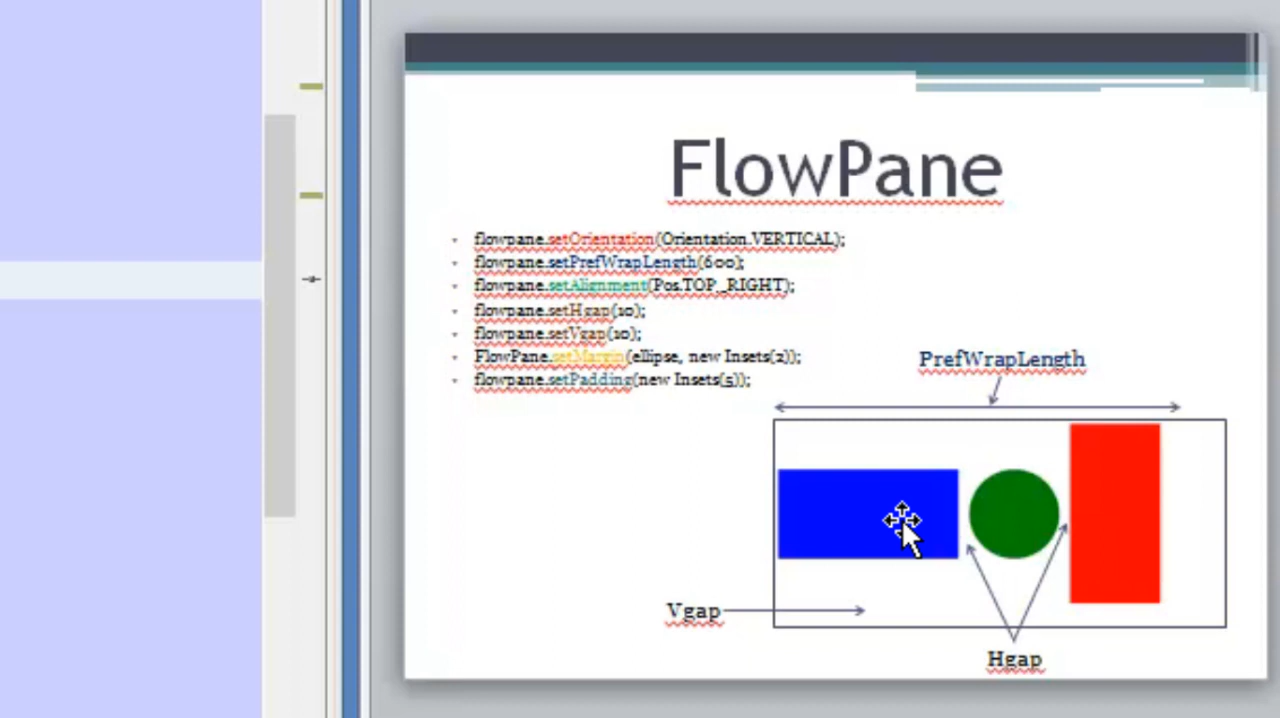 FlowPane
flowpane.setOrientation(Orientation.VERTICAL);
flowpane.setPrefWrapLength(600);
flowpane.setAlignment(Pos.TOP_RIGHT);
flowpane.setHgap(10);
flowpane.setVgap(10);
FlowPane.setMargin(ellipse, new Insets(2));
flowpane.setPadding(new Insets(5));
PrefWrapLength
Vgap
Hgap